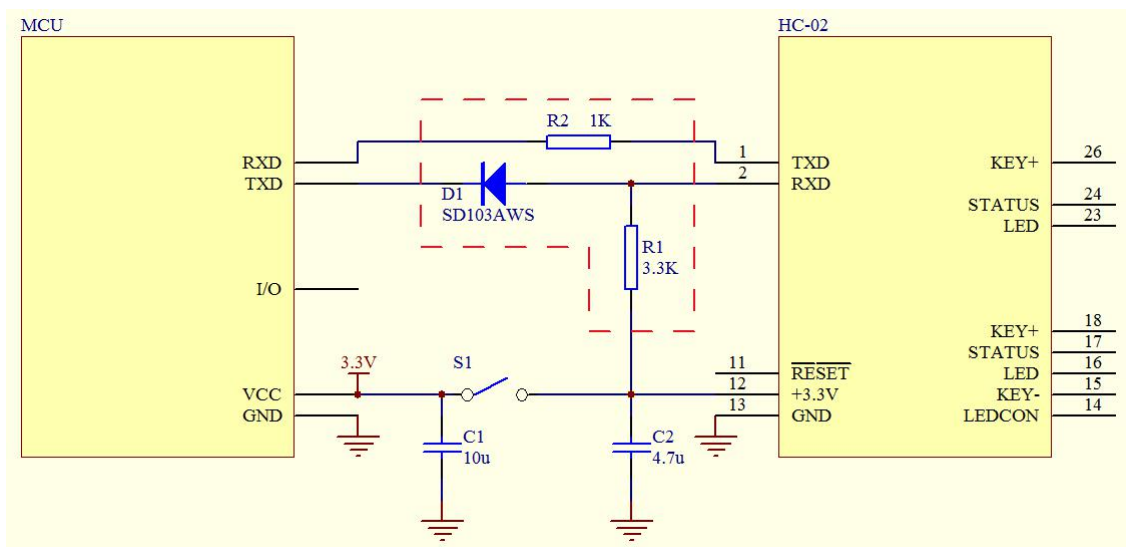 MCU
HC-02
R2 1K
RXD
TXD
I/O
VCC
GND
D1
SD103AWS
R1
3.3K
3.3V
S1
C1
10u
C2
4.7u
1
2
11
12
13
TXD
RXD
RESET
+3.3V
GND
KEY+
STATUS
LED
KEY+
STATUS
LED
KEY-
LEDCON
26
24
23
18
17
16
15
14